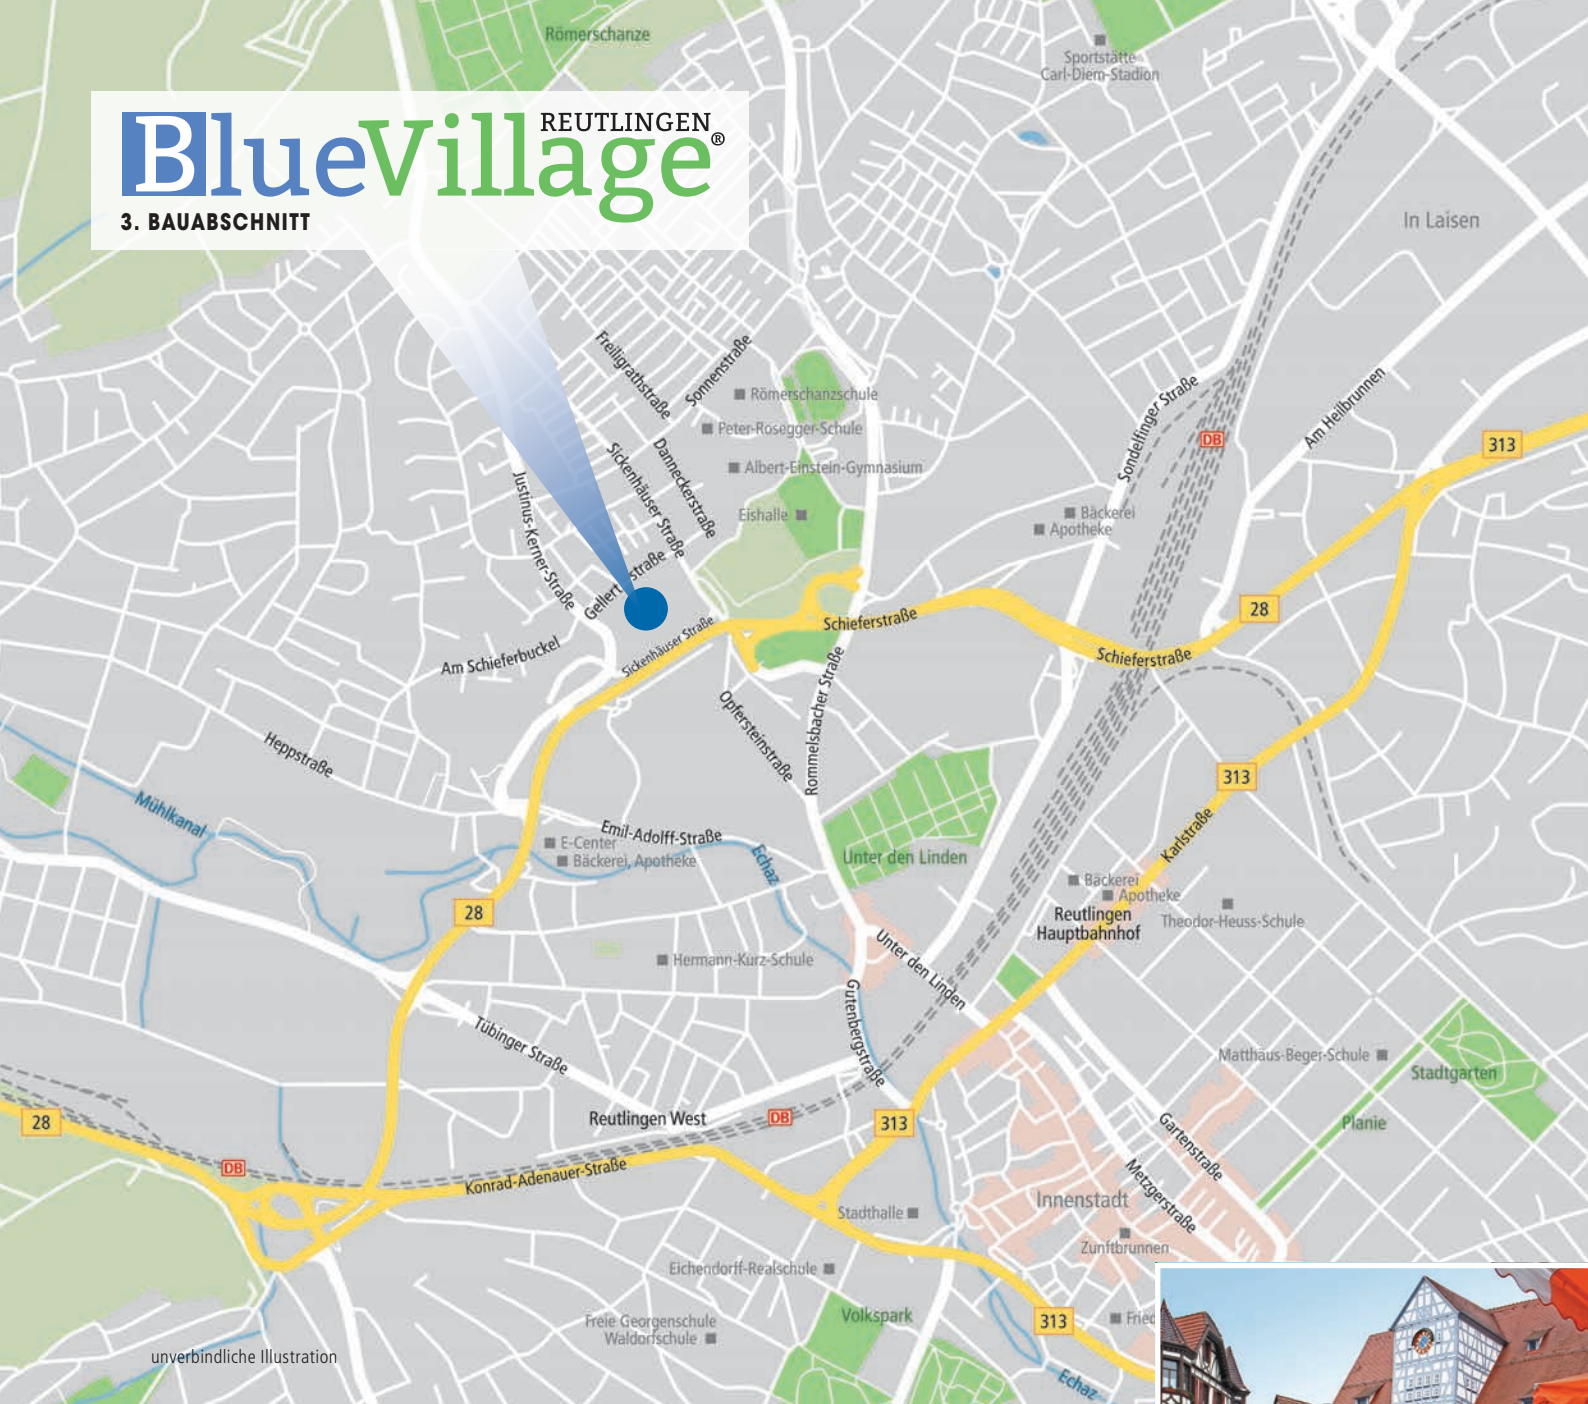 Römerschanze
Sportstätte
Carl-Diem-Stadion
REUTLINGEN
BlueVillage®
3. BAUABSCHNITT
In Laisen
Freiligrathstraße
Sonnenstraße
Römerschanzschule
Peter-Rosegger-Schule
Albert-Einstein-Gymnasium
Eishalle
Sondelfinger Straße
Am Heilbrunnen
DB
313
Sickenhäuser Straße
Danneckerstraße
Justinus-Kerner-Straße
Bäckerei
Apotheke
Gellert straße
28
Sickenhäuser Straße
Schieferstraße
Schieferstraße
Am Schieferbuckel
Opfersteinstraße
Rommelsbacher Straße
Heppstraße
313
Mühlkanal
Emil-Adolff-Straße
E-Center
Bäckerei, Apotheke
Echaz
Unter den Linden
Karlstraße
Bäckerei
Apotheke
Reutlingen
Hauptbahnhof
Theodor-Heuss-Schule
28
Hermann-Kurz-Schule
Unter den Linden
Gutenbergstraße
Tübinger Straße
Matthäus-Beger-Schule
Stadtgarten
28
Reutlingen West
DB
313
Planie
Gartenstraße
DB
Konrad-Adenauer-Straße
Metzgerstraße
Innenstadt
Stadthalle
Zunftbrunnen
Eichendorff-Realschule
Freie Georgenschule
Waldorfschule
Volkspark
313
unverbindliche Illustration
Echaz